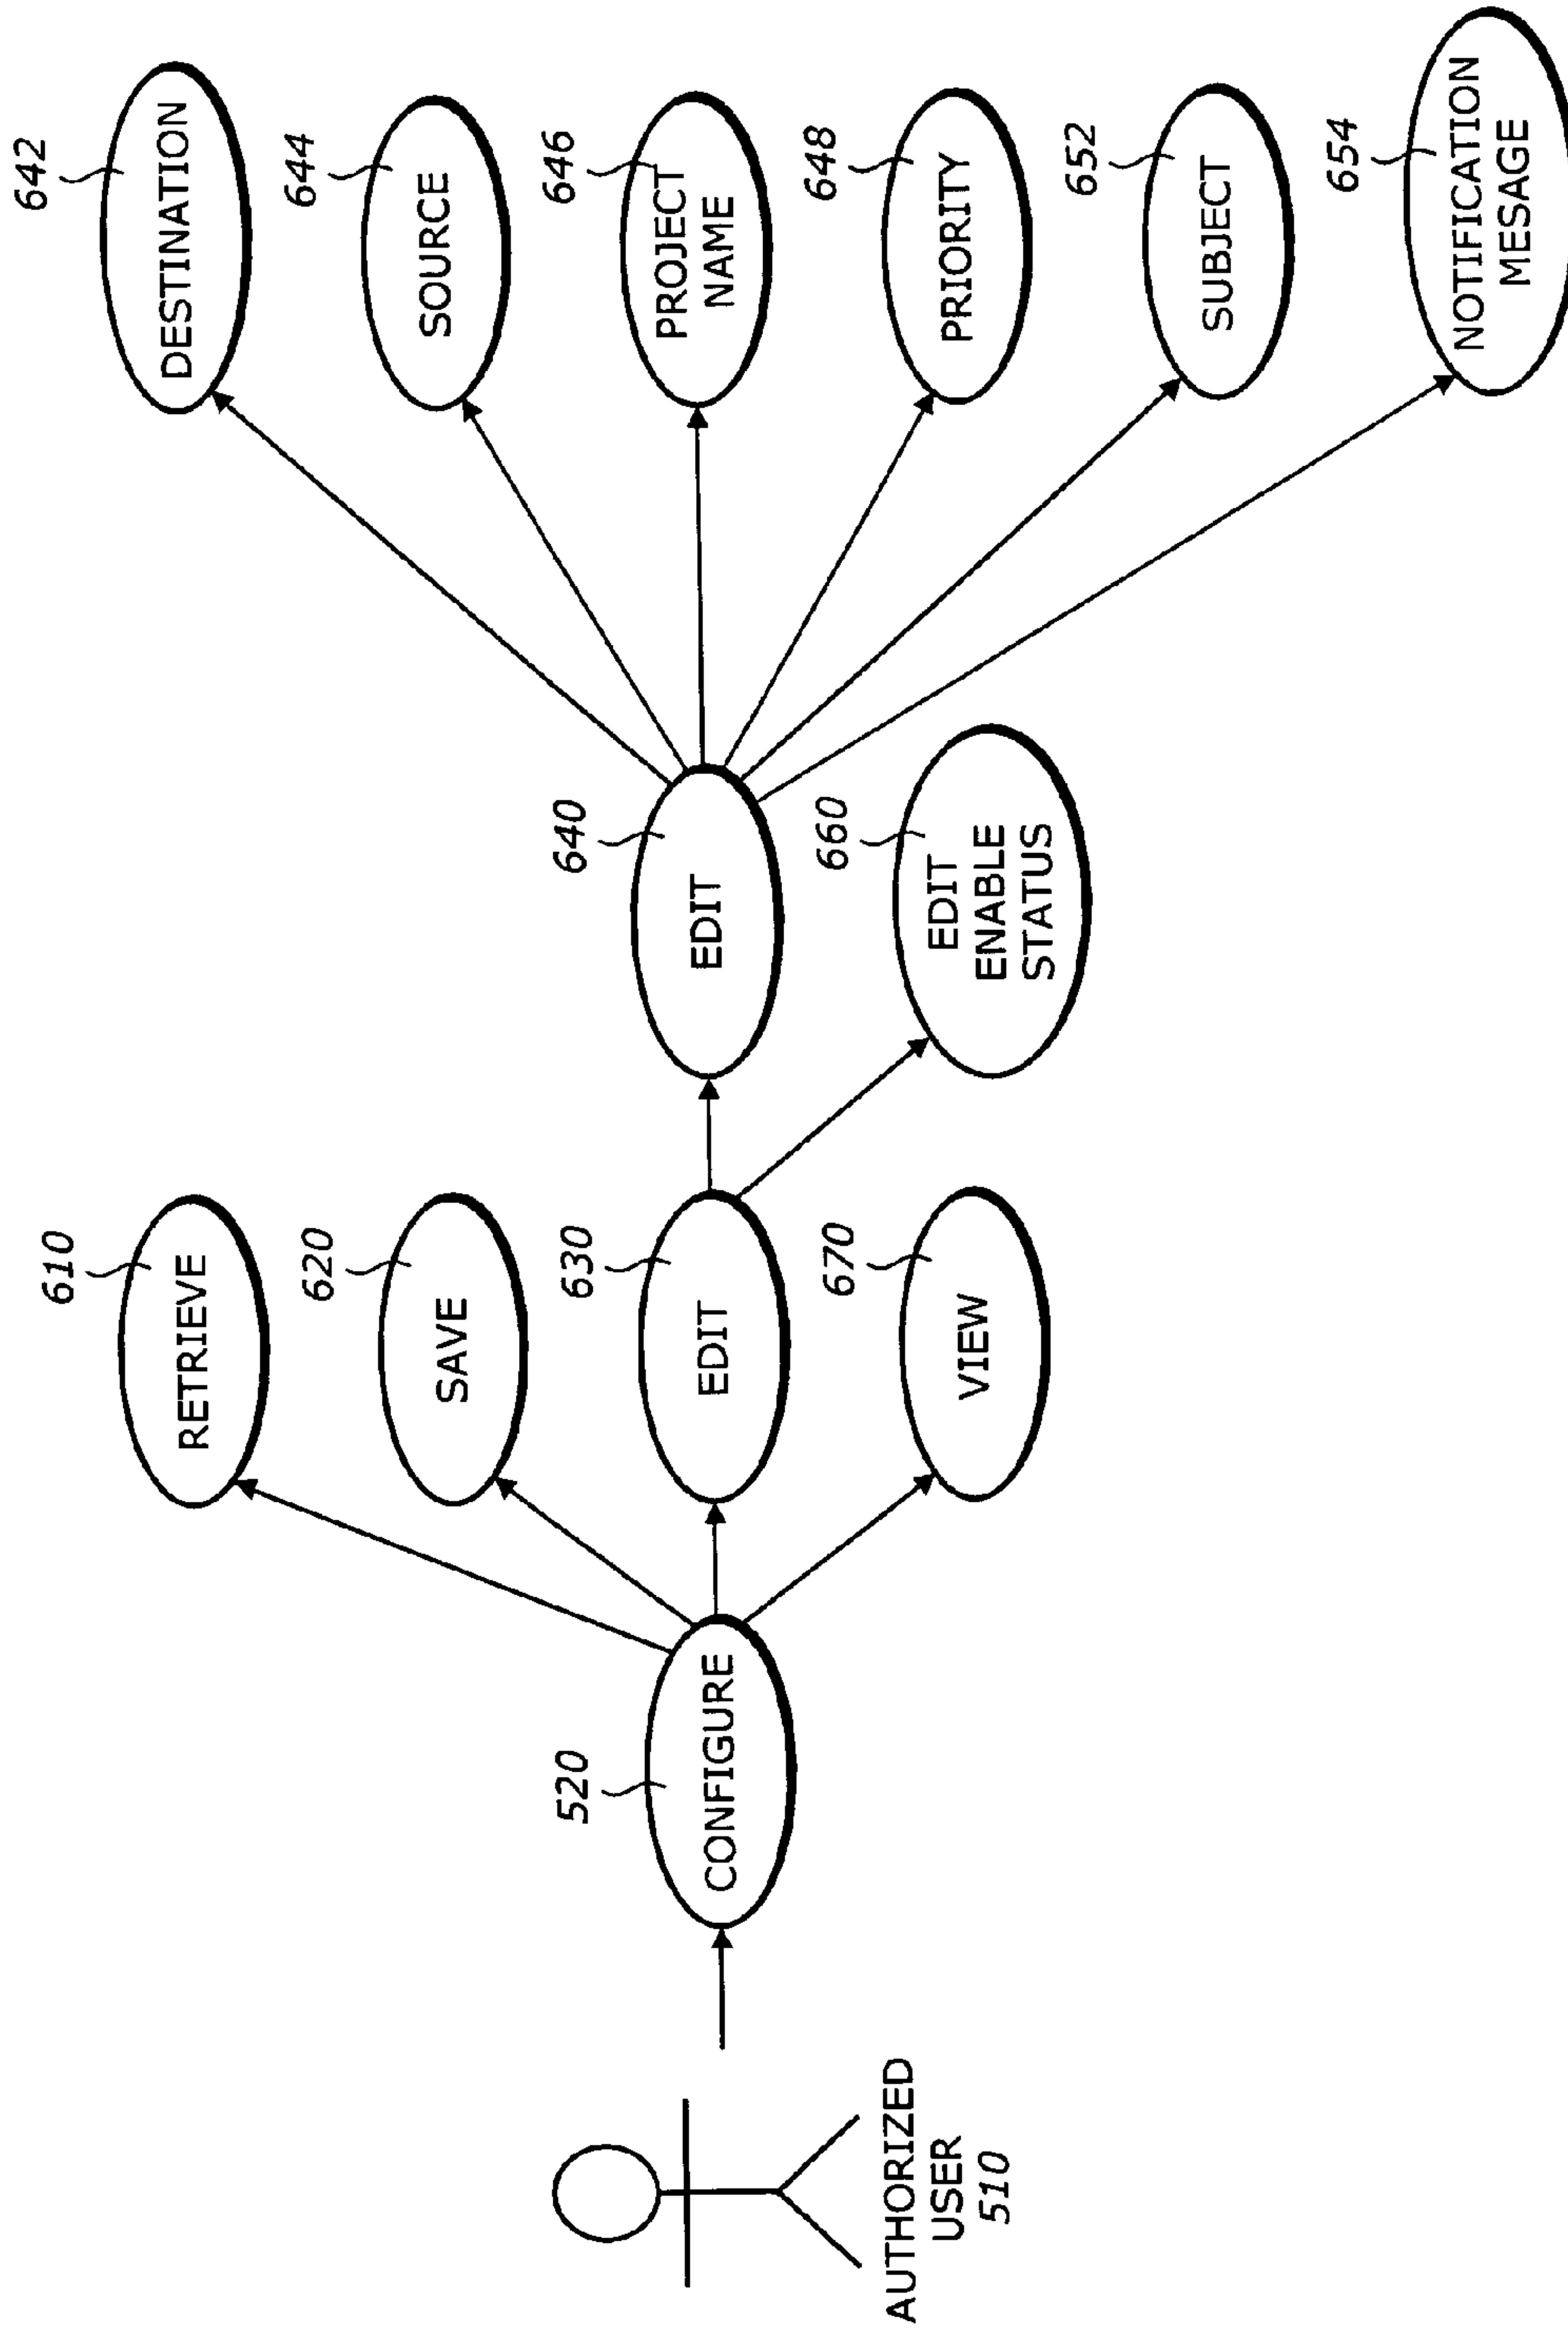 AUTHORIZED
USER
510
520
CONFIGURE
610
RETRIEVE
620
SAVE
630
EDIT
670
VIEW
640
EDIT
660
EDIT
ENABLE
STATUS
642
DESTINATION
644
SOURCE
646
PROJECT
NAME
648
PRIORITY
652
SUBJECT
654
NOTIFICATION
MESAGE